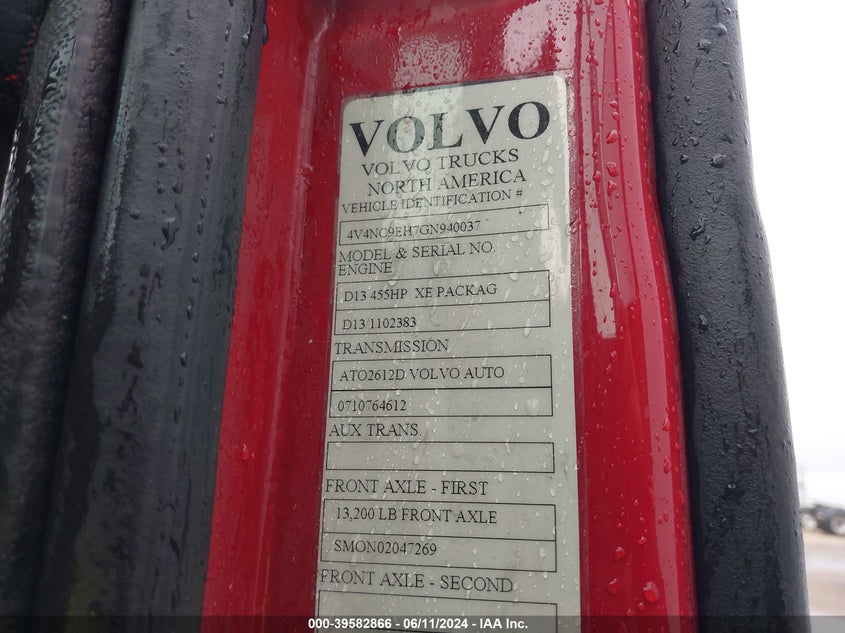 VOLVO
VOLVO TRUCKS
NORTH AMERICA
VEHICLE IDENTIFICATION #
4V4NC9EH7GN940037
MODEL & SERIAL NO.
ENGINE
D13 455HP XE PACKAG
D13/1102383
TRANSMISSION
ATO2612D VOLVO AUTO
0710764612
AUX TRANS.
FRONT AXLE - FIRST
13,200 LB FRONT AXLE
SMON02047269
FRONT AXLE - SECOND
000-39582866 - 06/11/2024 - IAA Inc.